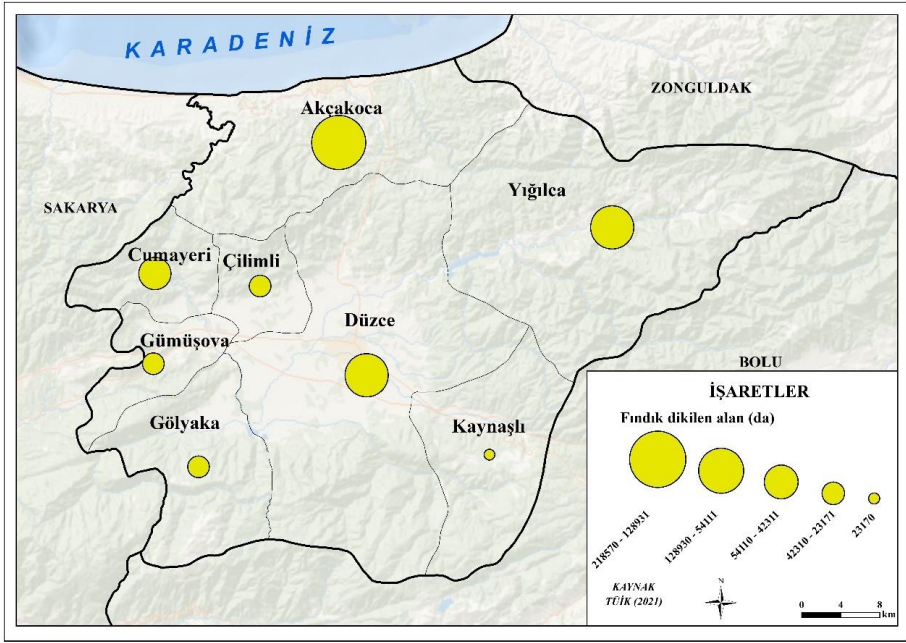 KARADENİZ
ZONGULDAK
Akçakoca
Yığılca
SAKARYA
Cumayeri
Çilimli
Düzce
Gümüşova
BOLU
Gölyaka
Kaynaşlı
İŞARETLER
Fındık dikilen alan (da)
218570 - 128931
128930 - 54111
54110 - 42311
42310 - 23171
23170
KAYNAK
TÜİK (2021)
N
0 4 8
km